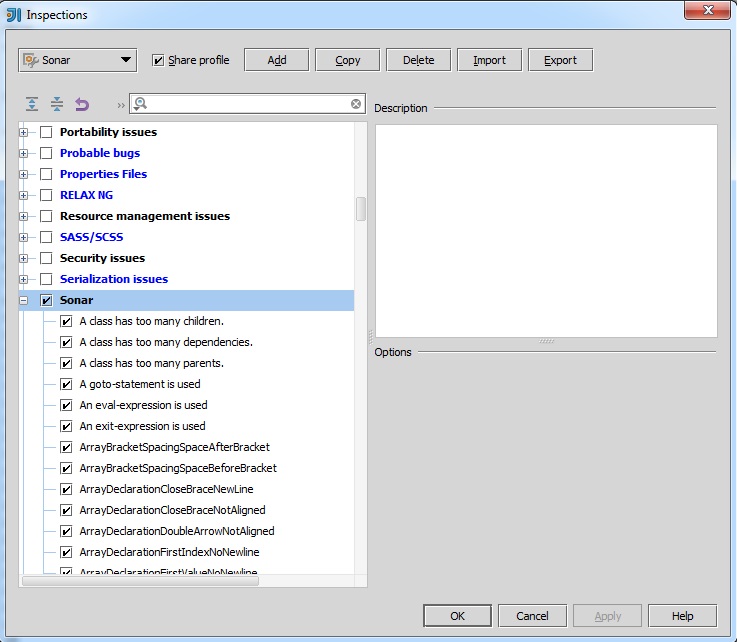 Inspections
Sonar
Share profile
Add
Copy
Delete
Import
Export
»
Description
Portability issues
Probable bugs
Properties Files
RELAX NG
Resource management issues
SASS/SCSS
Security issues
Serialization issues
Sonar
A class has too many children.
A class has too many dependencies.
A class has too many parents.
A goto-statement is used
An eval-expression is used
An exit-expression is used
ArrayBracketSpacingSpaceAfterBracket
ArrayBracketSpacingSpaceBeforeBracket
ArrayDeclarationCloseBraceNewLine
ArrayDeclarationCloseBraceNotAligned
ArrayDeclarationDoubleArrowNotAligned
ArrayDeclarationFirstIndexNoNewline
ArrayDeclarationFirstValueNoNewline
Options
OK
Cancel
Apply
Help